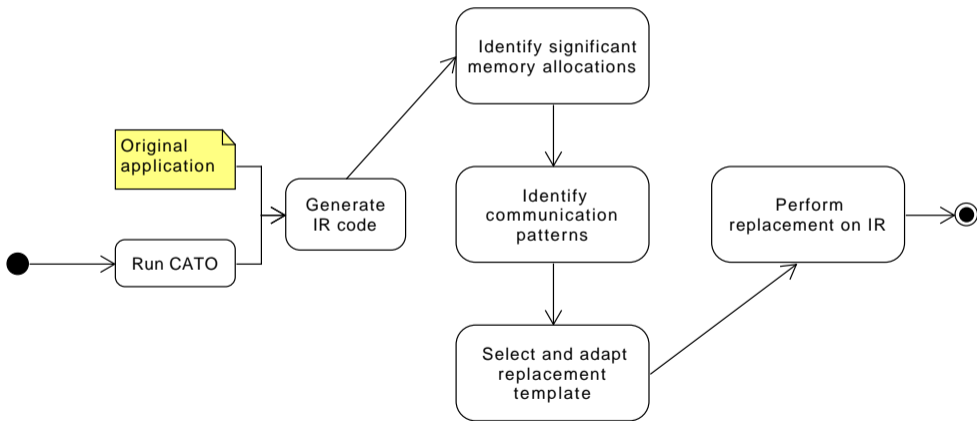 Original
application
Run CATO
Generate
IR code
Identify significant
memory allocations
Identify
communication
patterns
Select and adapt
replacement
template
Perform
replacement on IR